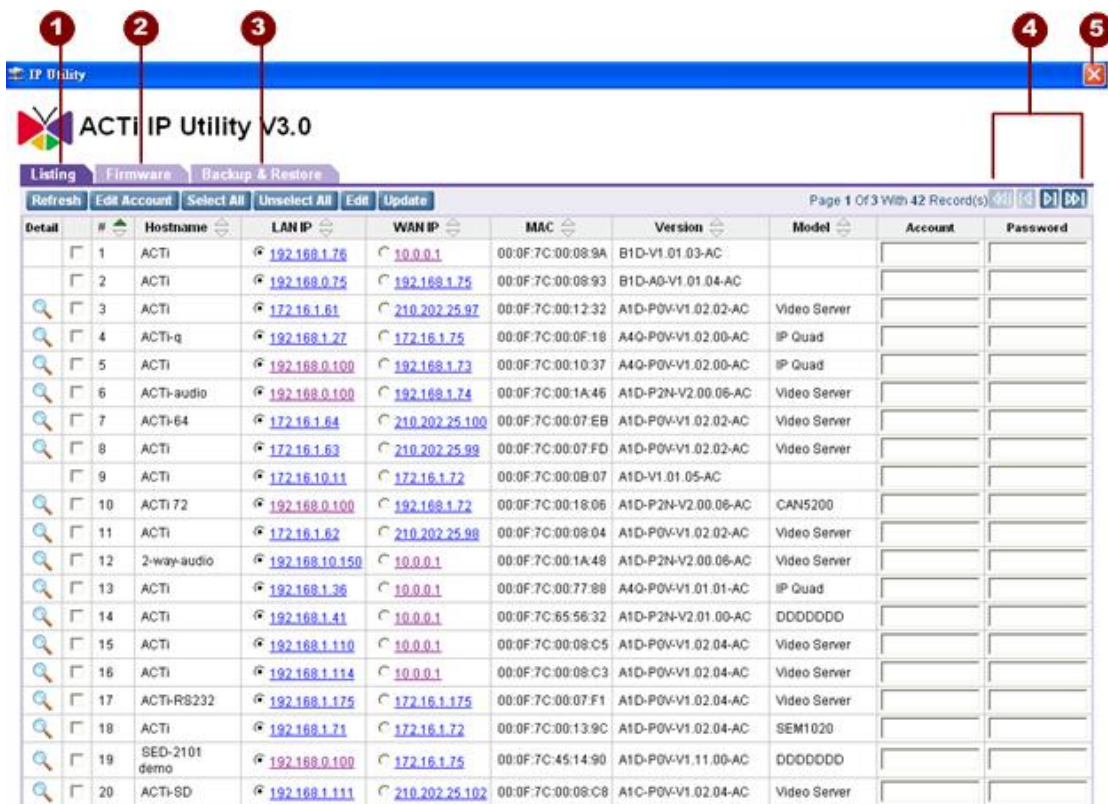 1 2 3 4 5
IP Utility
ACTi IP Utility V3.0
Listing Firmware Backup & Restore
Refresh Edit Account Select All Unselect All Edit Update Page 1 Of 3 With 42 Record(s)
Detail # Hostname LAN IP WAN IP MAC Version Model Account Password
1 ACTi 192.168.1.76 10.0.0.1 00:0F:7C:00:08:9A B1D-V1.01.03-AC
2 ACTi 192.168.0.75 192.168.1.75 00:0F:7C:00:08:93 B1D-A0-V1.01.04-AC
3 ACTi 172.16.1.61 210.202.25.97 00:0F:7C:00:12:32 A1D-P0V-V1.02.02-AC Video Server
4 ACTi-q 192.168.1.27 172.16.1.75 00:0F:7C:00:0F:18 A4Q-P0V-V1.02.00-AC IP Quad
5 ACTi 192.168.0.100 192.168.1.73 00:0F:7C:00:10:37 A4Q-P0V-V1.02.00-AC IP Quad
6 ACTi-audio 192.168.0.100 192.168.1.74 00:0F:7C:00:1A:46 A1D-P2N-V2.00.06-AC Video Server
7 ACTi-64 172.16.1.64 210.202.25.100 00:0F:7C:00:07:EB A1D-P0V-V1.02.02-AC Video Server
8 ACTi 172.16.1.63 210.202.25.99 00:0F:7C:00:07:FD A1D-P0V-V1.02.02-AC Video Server
9 ACTi 172.16.10.11 172.16.1.72 00:0F:7C:00:0B:07 A1D-V1.01.05-AC
10 ACTi 72 192.168.0.100 192.168.1.72 00:0F:7C:00:18:06 A1D-P2N-V2.00.06-AC CAN5200
11 ACTi 172.16.1.62 210.202.25.98 00:0F:7C:00:08:04 A1D-P0V-V1.02.02-AC Video Server
12 2-way-audio 192.168.10.150 10.0.0.1 00:0F:7C:00:1A:48 A1D-P2N-V2.00.06-AC Video Server
13 ACTi 192.168.1.36 10.0.0.1 00:0F:7C:00:77:88 A4Q-P0V-V1.01.01-AC IP Quad
14 ACTi 192.168.1.41 10.0.0.1 00:0F:7C:65:56:32 A1D-P2N-V2.01.00-AC DDDDDDD
15 ACTi 192.168.1.110 10.0.0.1 00:0F:7C:00:08:C5 A1D-P0V-V1.02.04-AC Video Server
16 ACTi 192.168.1.114 10.0.0.1 00:0F:7C:00:08:C3 A1D-P0V-V1.02.04-AC Video Server
17 ACTi-RS232 192.168.1.175 172.16.1.175 00:0F:7C:00:07:F1 A1D-P0V-V1.02.04-AC Video Server
18 ACTi 192.168.1.71 172.16.1.72 00:0F:7C:00:13:9C A1D-P0V-V1.02.04-AC SEM1020
19 SED-2101 demo 192.168.0.100 172.16.1.75 00:0F:7C:45:14:90 A1D-P0V-V1.11.00-AC DDDDDDD
20 ACTi-SD 192.168.1.111 210.202.25.102 00:0F:7C:00:08:C8 A1C-P0V-V1.02.04-AC Video Server